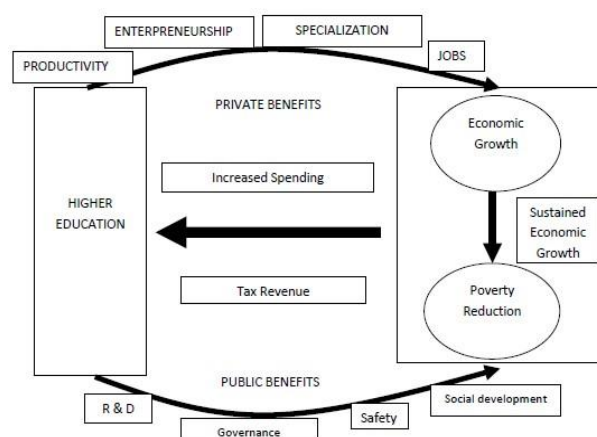 ENTERPRENEURSHIP
SPECIALIZATION
PRODUCTIVITY
JOBS
PRIVATE BENEFITS
Economic
Growth
Increased Spending
HIGHER
EDUCATION
Sustained
Economic
Growth
Tax Revenue
Poverty
Reduction
PUBLIC BENEFITS
R & D
Governance
Safety
Social development